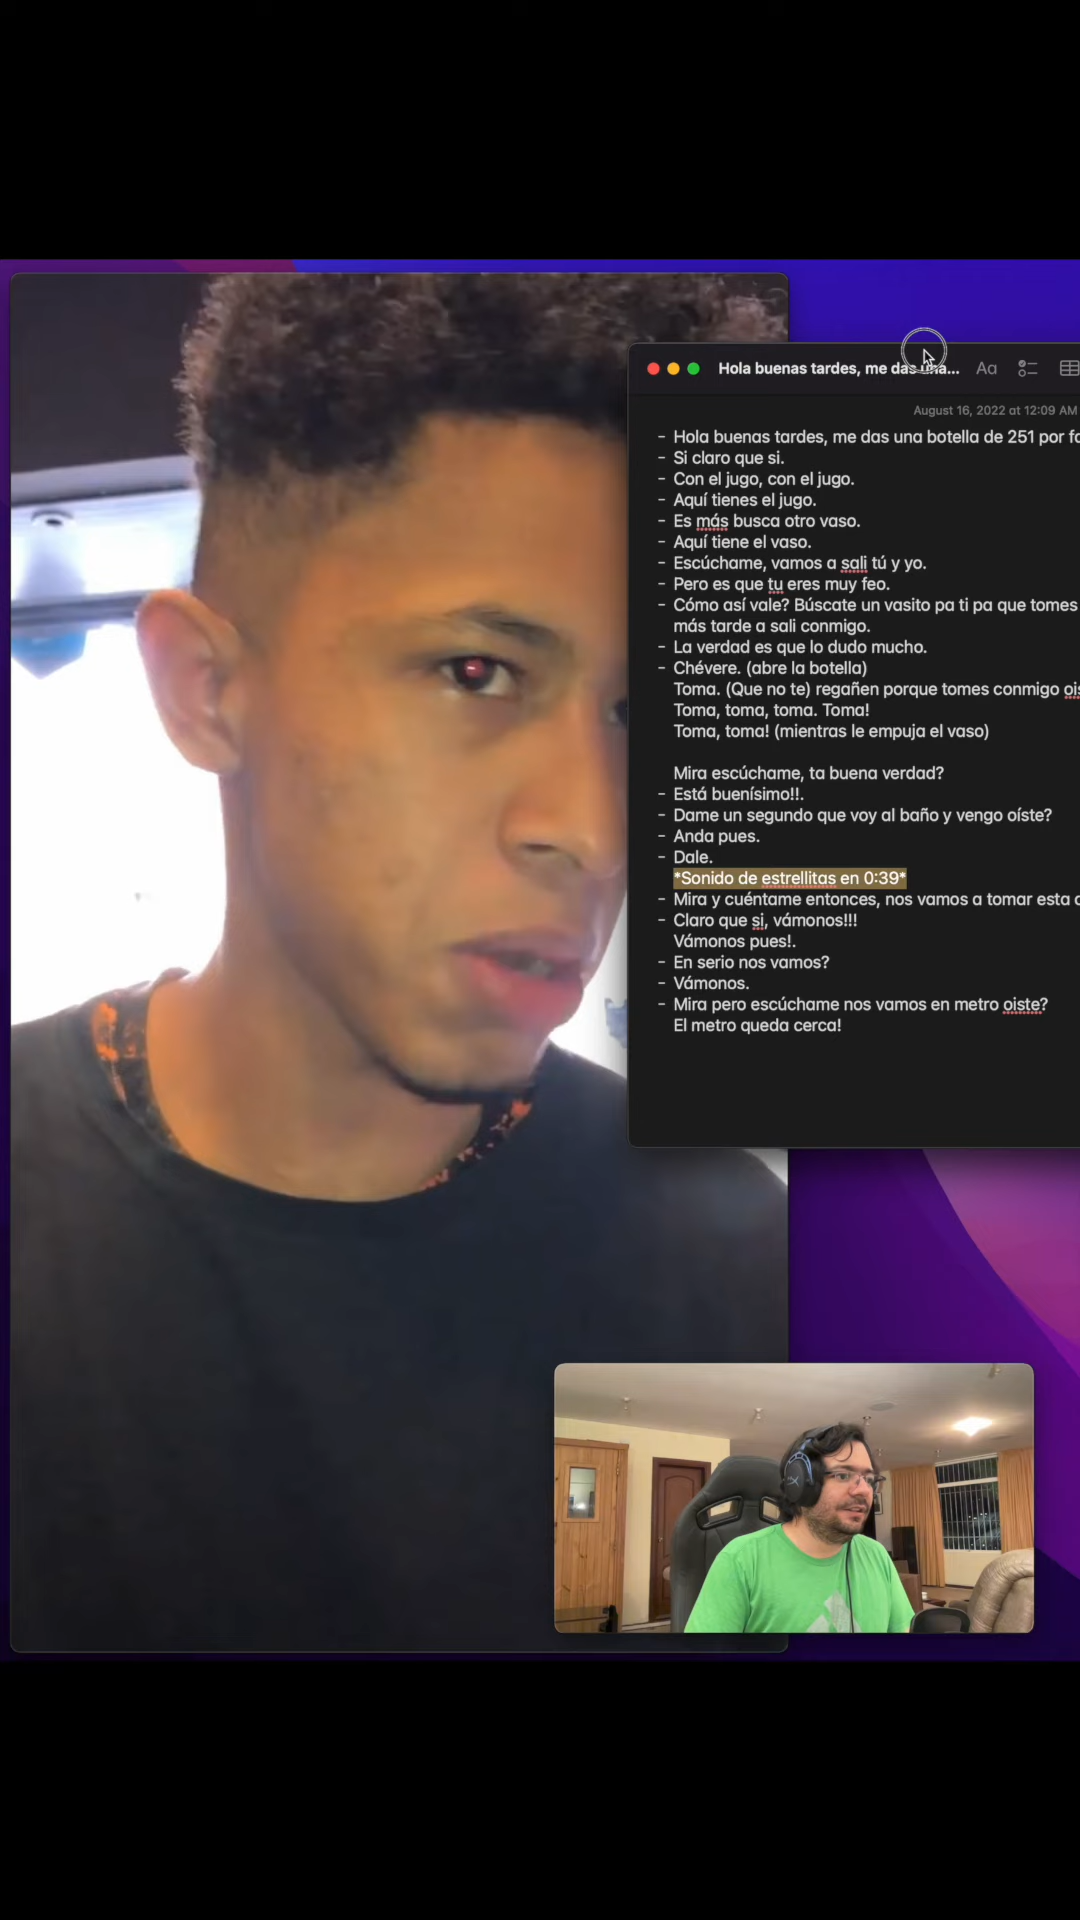 Hola buenas tardes, me das una...
Aa
August 16, 2022 at 12:09 AM
- Hola buenas tardes, me das una botella de 251 por
- Si claro que si.
- Con el jugo, con el jugo.
- Aquí tienes el jugo.
- Es más busca otro vaso.
- Aquí tiene el vaso.
- Escúchame, vamos a sali tú y yo.
- Pero es que tu eres muy feo.
- Cómo así vale? Búscate un vasito pa ti pa que tomes
más tarde a sali conmigo.
- La verdad es que lo dudo mucho.
- Chévere. (abre la botella)
Toma. (Que no te) regañen porque tomes conmigo
Toma, toma, toma. Toma!
Toma, toma! (mientras le empuja el vaso)
Mira escúchame, ta buena verdad?
- Está buenísimo!!.
- Dame un segundo que voy al baño y vengo oíste?
- Anda pues.
- Dale.
*Sonido de estrellitas en 0:39*
- Mira y cuéntame entonces, nos vamos a tomar esta
- Claro que si, vámonos!!!
Vámonos pues!.
- En serio nos vamos?
- Vámonos.
- Mira pero escúchame nos vamos en metro oiste?
El metro queda cerca!